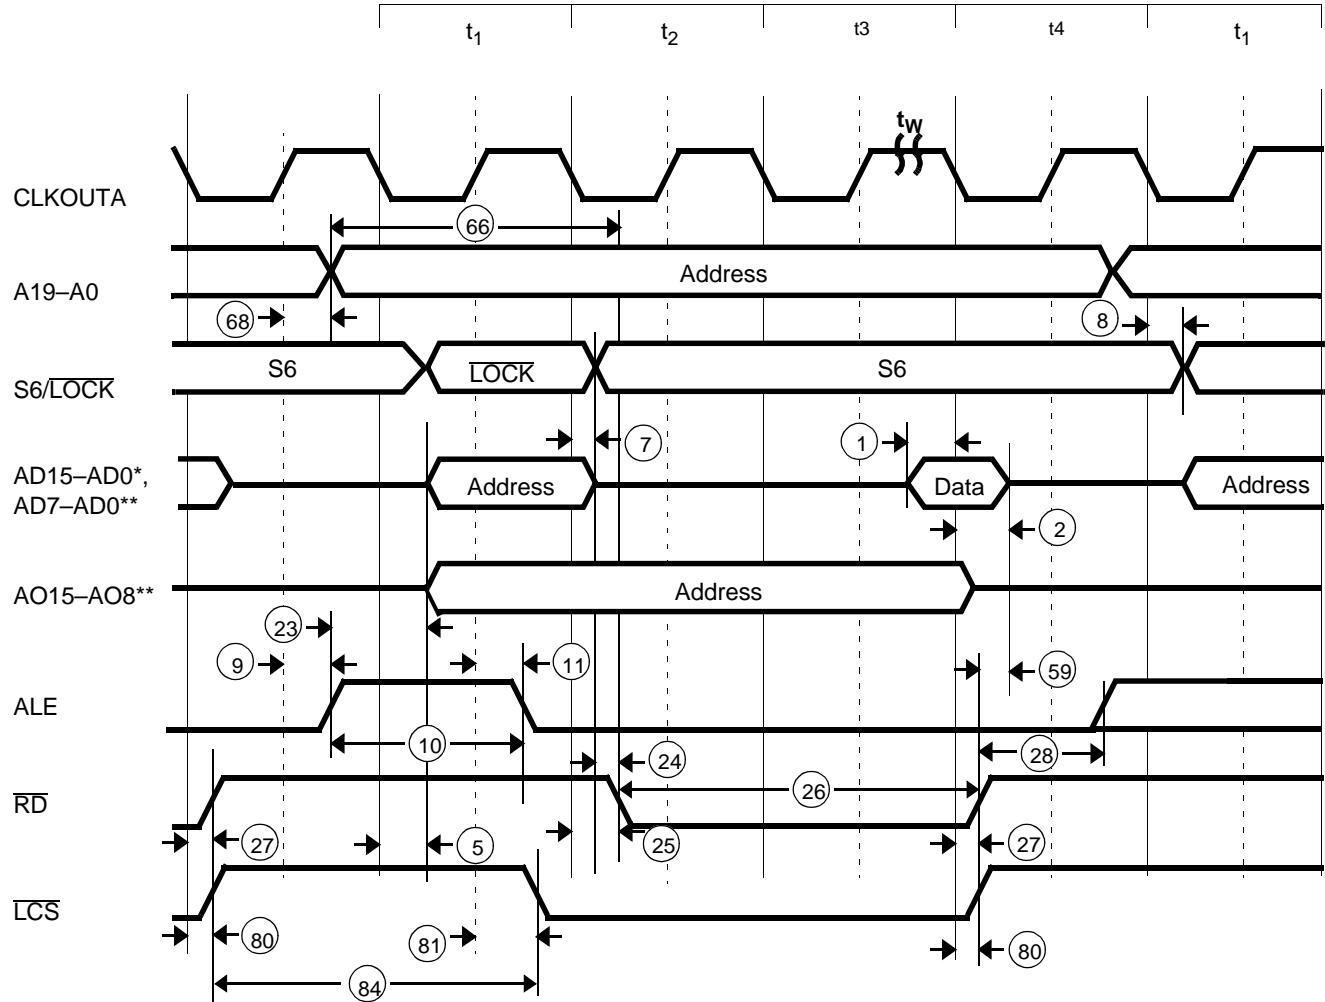 t1 t2 t3 t4 t1
tW
CLKOUTA
66
A19–A0 Address
68 8
S6/LOCK S6 LOCK S6
7 1
AD15–AD0*, Address Data Address
AD7–AD0**
2
AO15–AO8** Address
23
9 11 59
ALE
10 24 28
RD 26
27 5 25 27
LCS
80 81 80
84